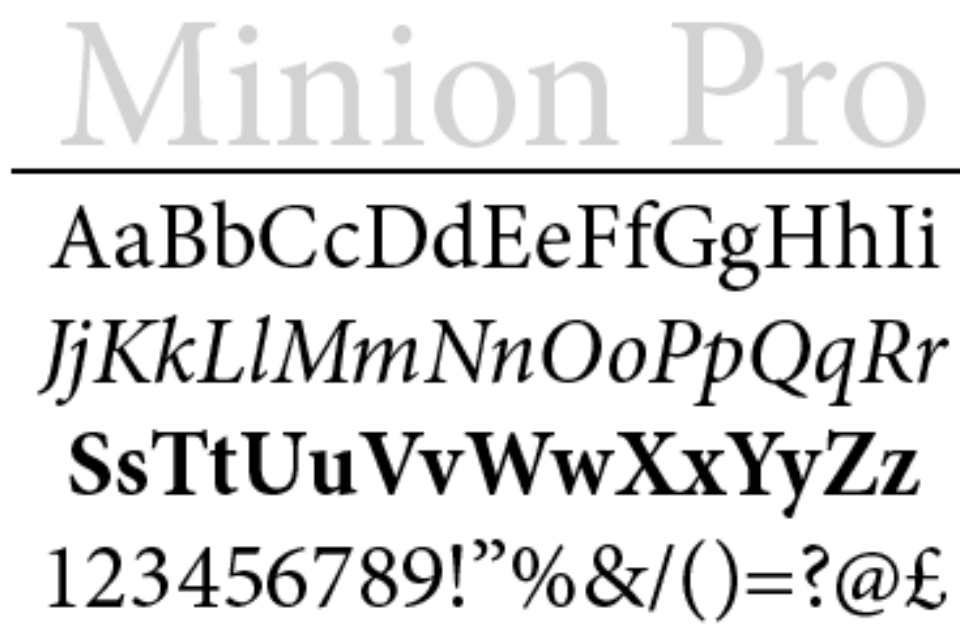 Minion Pro
AaBbCcDdEeFfGgHhIi
JjKkLlMmNnOoPpQqRr
SsTtUuVvWwXxYyZz
123456789!”%&/()=?@£